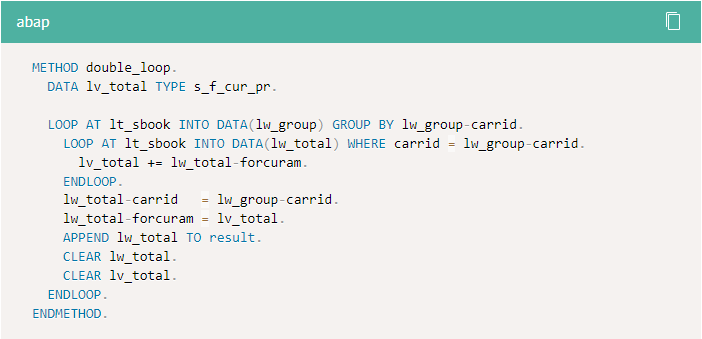 abap
METHOD double_loop.
  DATA lv_total TYPE s_f_cur_pr.

  LOOP AT lt_sbook INTO DATA(lw_group) GROUP BY lw_group-carrid.
    LOOP AT lt_sbook INTO DATA(lw_total) WHERE carrid = lw_group-carrid.
      lv_total += lw_total-forcuram.
    ENDLOOP.
    lw_total-carrid   = lw_group-carrid.
    lw_total-forcuram = lv_total.
    APPEND lw_total TO result.
    CLEAR lw_total.
    CLEAR lv_total.
  ENDLOOP.
ENDMETHOD.